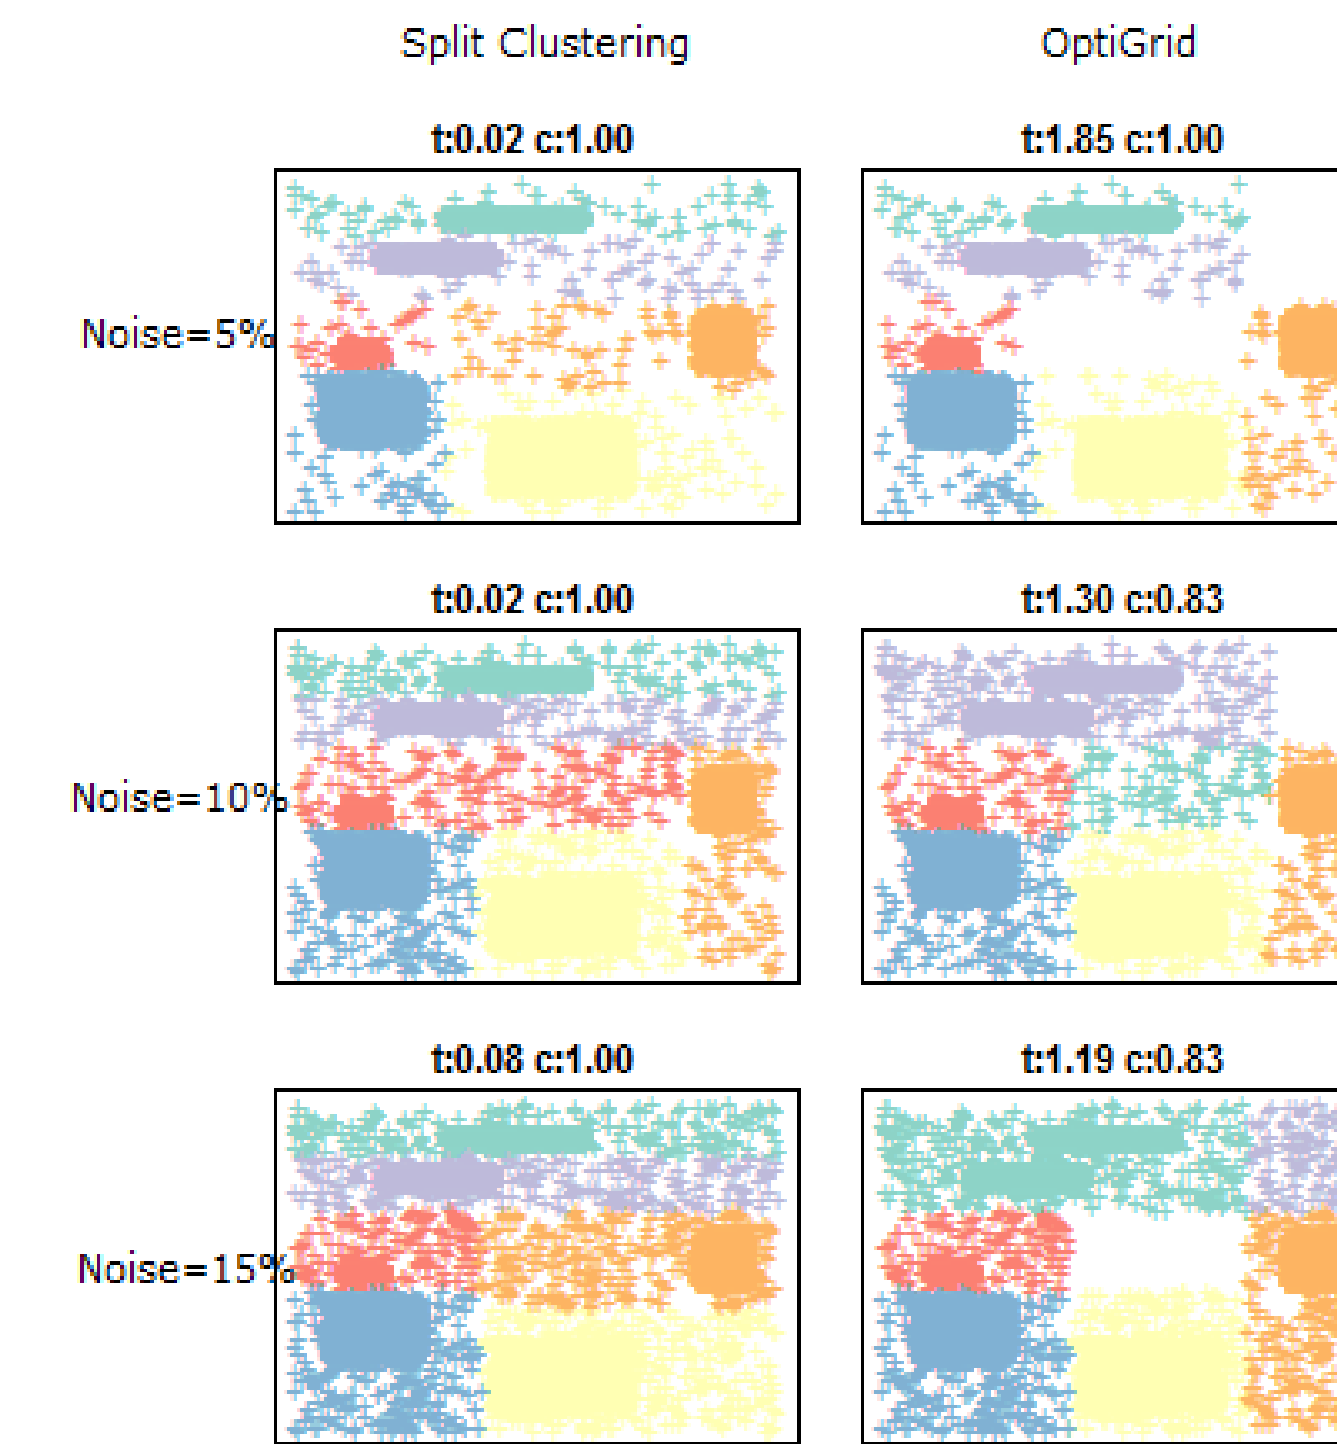 Split Clustering OptiGrid
t:0.02 c:1.00 t:1.85 c:1.00
Noise=5%
t:0.02 c:1.00 t:1.30 c:0.83
Noise=10%
t:0.08 c:1.00 t:1.19 c:0.83
Noise=15%